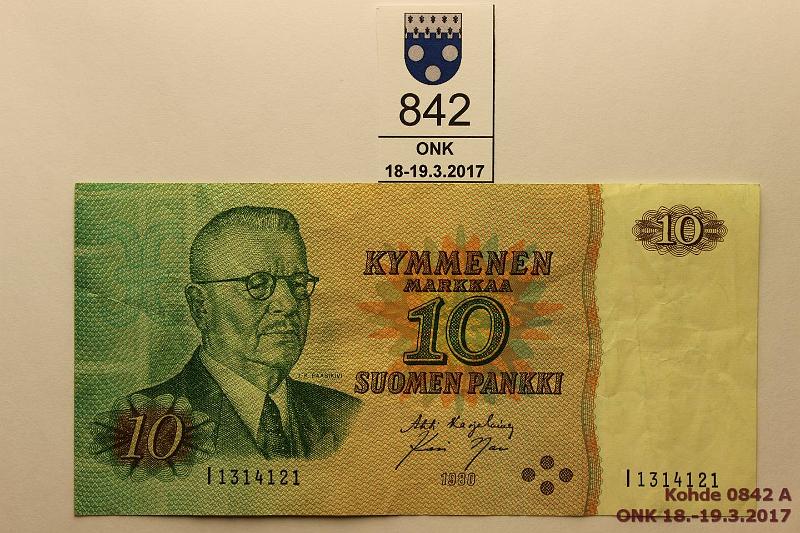 842
ONK
18-19.3.2017
10
KYMMENEN
MARKKAA
10
SUOMEN PANKKI
J.K. PAASIKIVI
10
1980
I1314121
I1314121
Kohde 0842 A
ONK 18.-19.3.2017